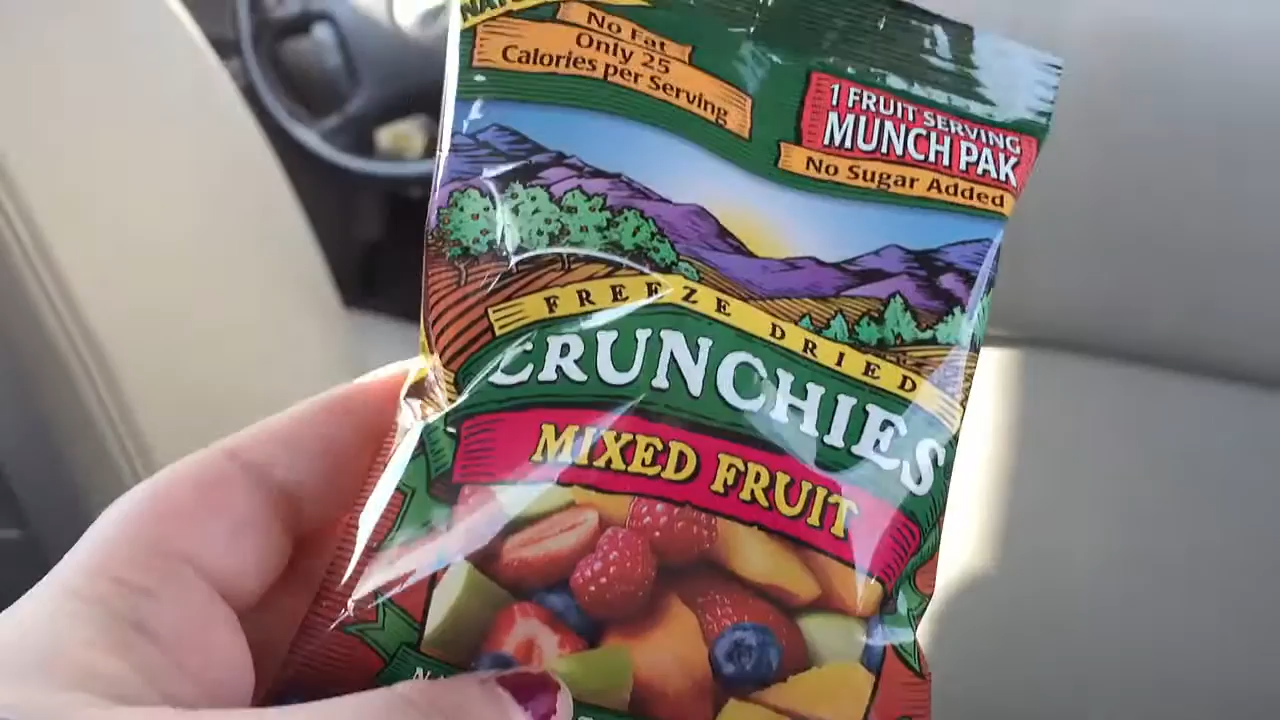 No Fat
Only 25
Calories per Serving
1 FRUIT SERVING
MUNCH PAK
No Sugar Added
FREEZE DRIED
CRUNCHIES
MIXED FRUIT